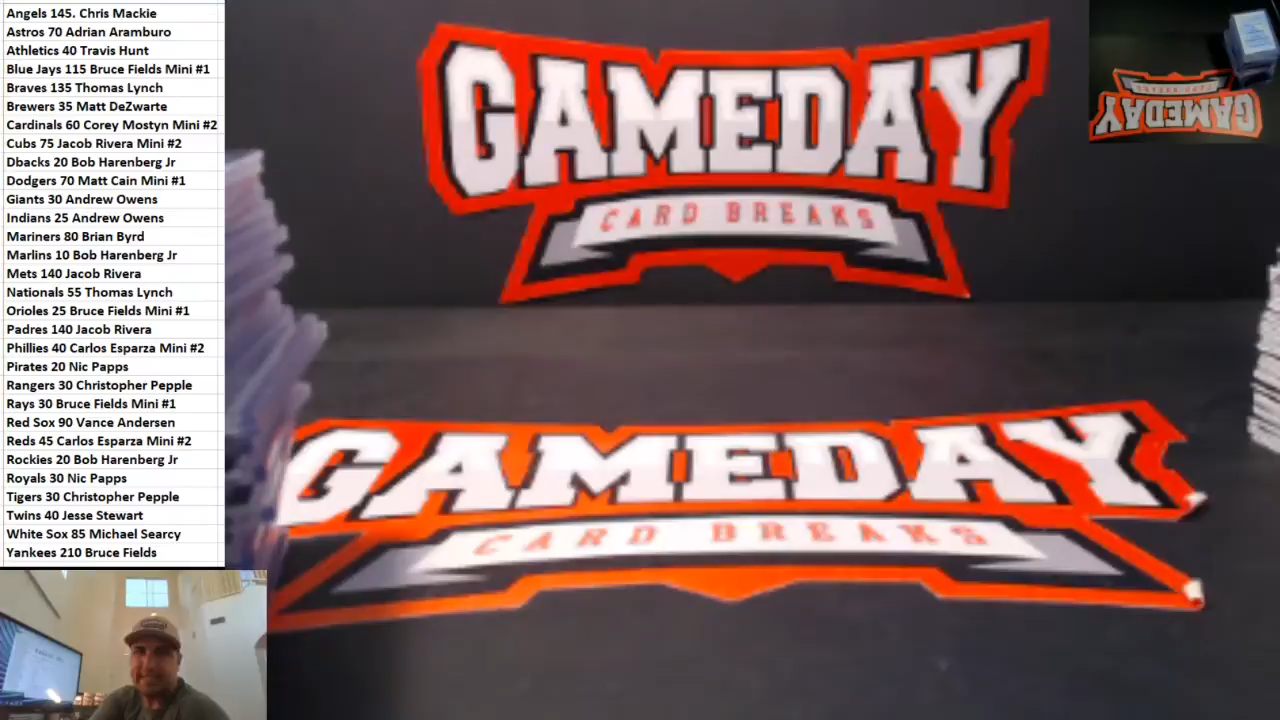 Angels 145. Chris Mackie
Astros 70 Adrian Aramburo
Athletics 40 Travis Hunt
Blue Jays 115 Bruce Fields Mini #1
Braves 135 Thomas Lynch
Brewers 35 Matt DeZwarte
Cardinals 60 Corey Mostyn Mini #2
Cubs 75 Jacob Rivera Mini #2
Dbacks 20 Bob Harenberg Jr
Dodgers 70 Matt Cain Mini #1
Giants 30 Andrew Owens
Indians 25 Andrew Owens
Mariners 80 Brian Byrd
Marlins 10 Bob Harenberg Jr
Mets 140 Jacob Rivera
Nationals 55 Thomas Lynch
Orioles 25 Bruce Fields Mini #1
Padres 140 Jacob Rivera
Phillies 40 Carlos Esparza Mini #2
Pirates 20 Nic Papps
Rangers 30 Christopher Pepple
Rays 30 Bruce Fields Mini #1
Red Sox 90 Vance Andersen
Reds 45 Carlos Esparza Mini #2
Rockies 20 Bob Harenberg Jr
Royals 30 Nic Papps
Tigers 30 Christopher Pepple
Twins 40 Jesse Stewart
White Sox 85 Michael Searcy
Yankees 210 Bruce Fields
GAMEDAY
CARD BREAKS
GAMEDAY
CARD BREAKS
CARD BREAKS
GAMEDAY